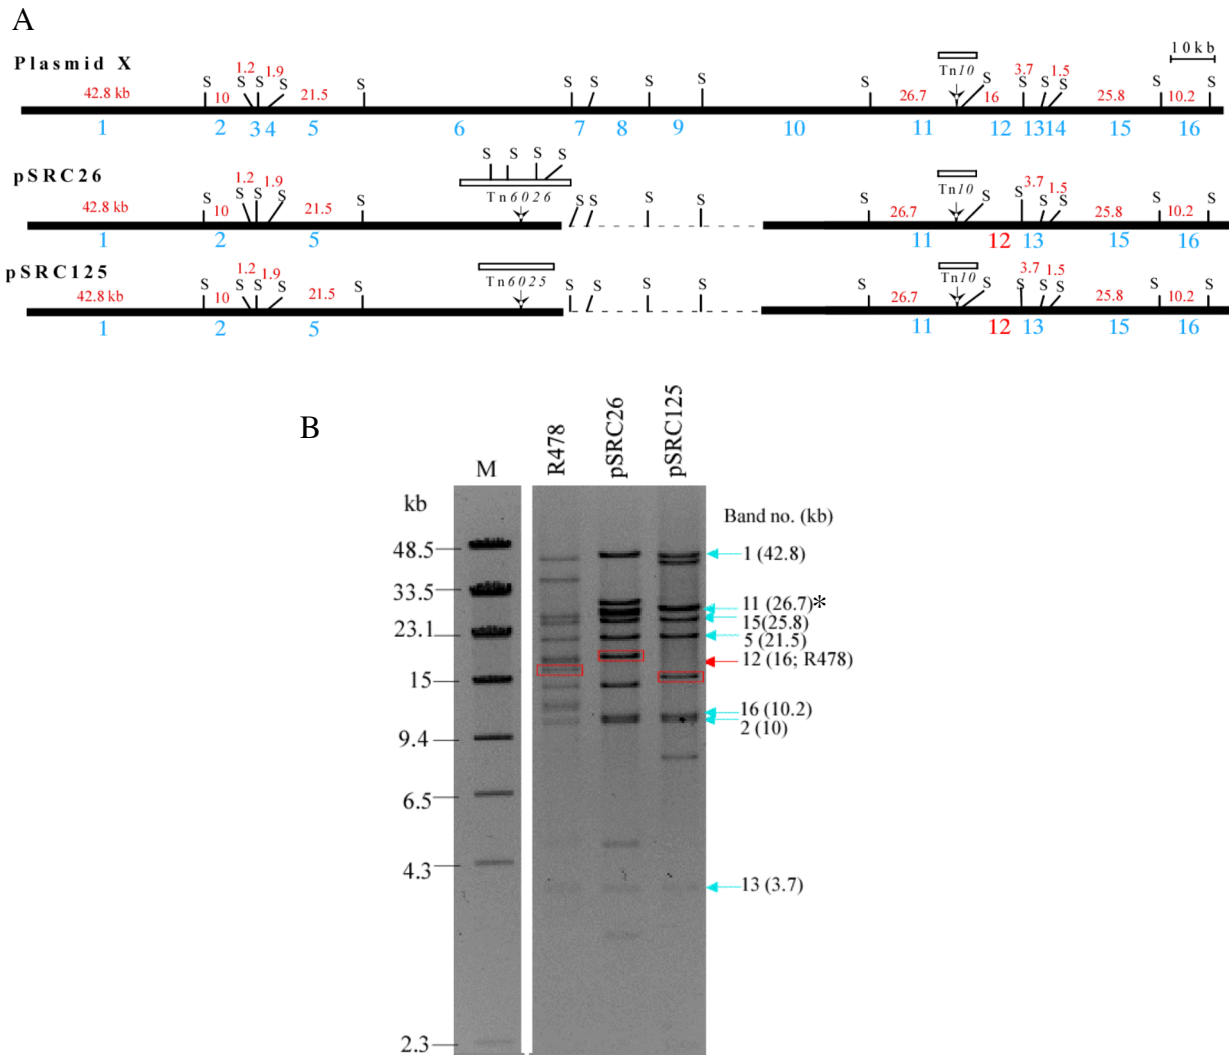 A
Plasmid X
42.8 kb S 10 S 1.2 S 1.9 S 21.5 S S S S S S 26.7 Tn10 S 16 S 3.7 S 1.5 S 25.8 S 10.2 S 10kb
1 2 3 4 5 6 7 8 9 10 11 12 13 14 15 16
pSRC26
42.8 kb S 10 S 1.2 S 1.9 S 21.5 S S S S S Tn6026 S S S S S 26.7 Tn10 S S 3.7 S 1.5 S 25.8 S 10.2 S
1 2 5 11 12 13 15 16
pSRC125
42.8 kb S 10 S 1.2 S 1.9 S 21.5 S Tn6025 S S S S S 26.7 Tn10 S S 3.7 S 1.5 S 25.8 S 10.2 S
1 2 5 11 12 13 15 16
B
M R478 pSRC26 pSRC125
kb
Band no. (kb)
48.5
1 (42.8)
33.5
11 (26.7)*
15(25.8)
23.1
5 (21.5)
12 (16; R478)
15
16 (10.2)
2 (10)
9.4
6.5
4.3
13 (3.7)
2.3